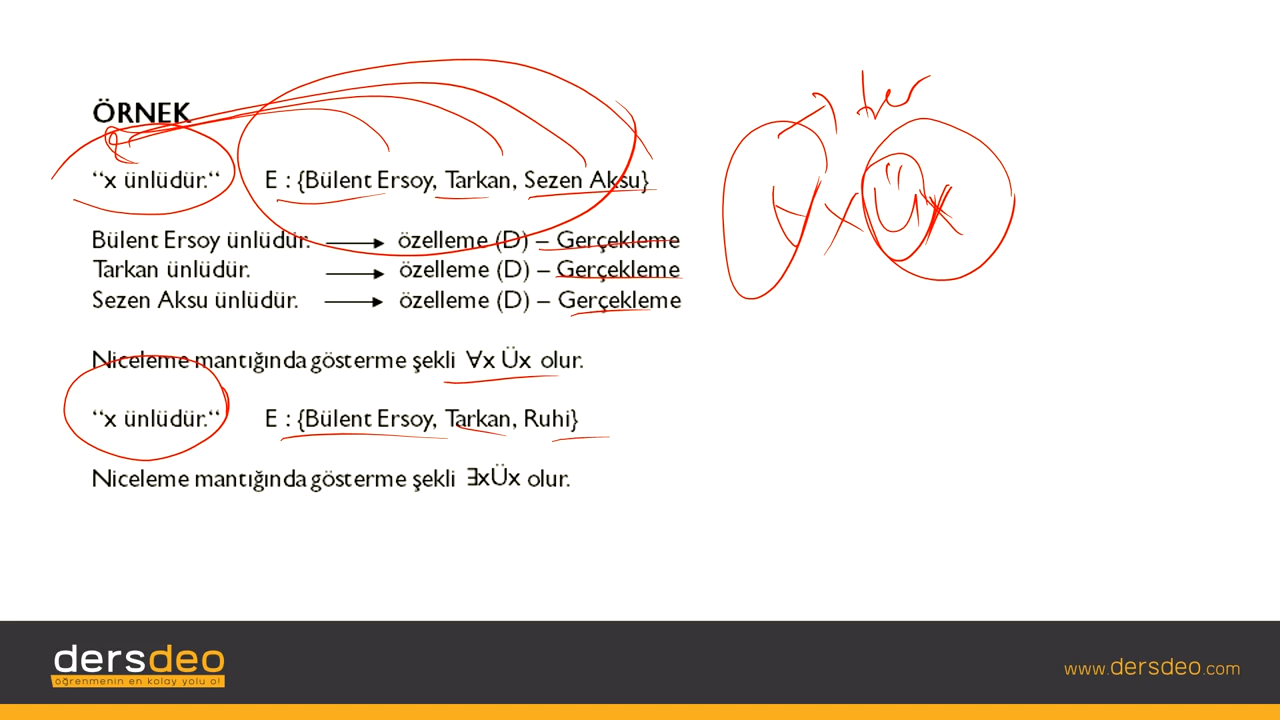 ÖRNEK
“x ünlüdür.“ E : {Bülent Ersoy, Tarkan, Sezen Aksu}
Bülent Ersoy ünlüdür. → özelleme (D) – Gerçekleme
Tarkan ünlüdür. → özelleme (D) – Gerçekleme
Sezen Aksu ünlüdür. → özelleme (D) – Gerçekleme
Niceleme mantığında gösterme şekli ∀x Üx olur.
“x ünlüdür.“ E : {Bülent Ersoy, Tarkan, Ruhi}
Niceleme mantığında gösterme şekli ∃xÜx olur.
her
∀x Üx
dersdeo
öğrenmenin en kolay yolu o!
www.dersdeo.com